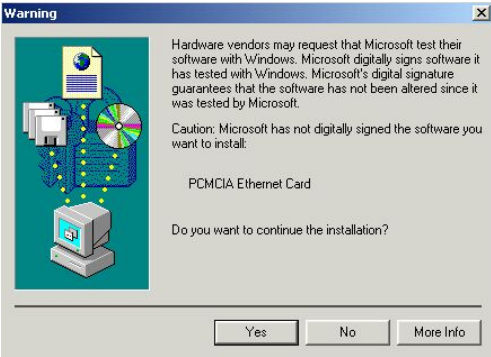 Warning
Hardware vendors may request that Microsoft test their
software with Windows. Microsoft digitally signs software it
has tested with Windows. Microsoft's digital signature
guarantees that the software has not been altered since it
was tested by Microsoft.
Caution: Microsoft has not digitally signed the software you
want to install:
PCMCIA Ethernet Card
Do you want to continue the installation?
Yes No More Info